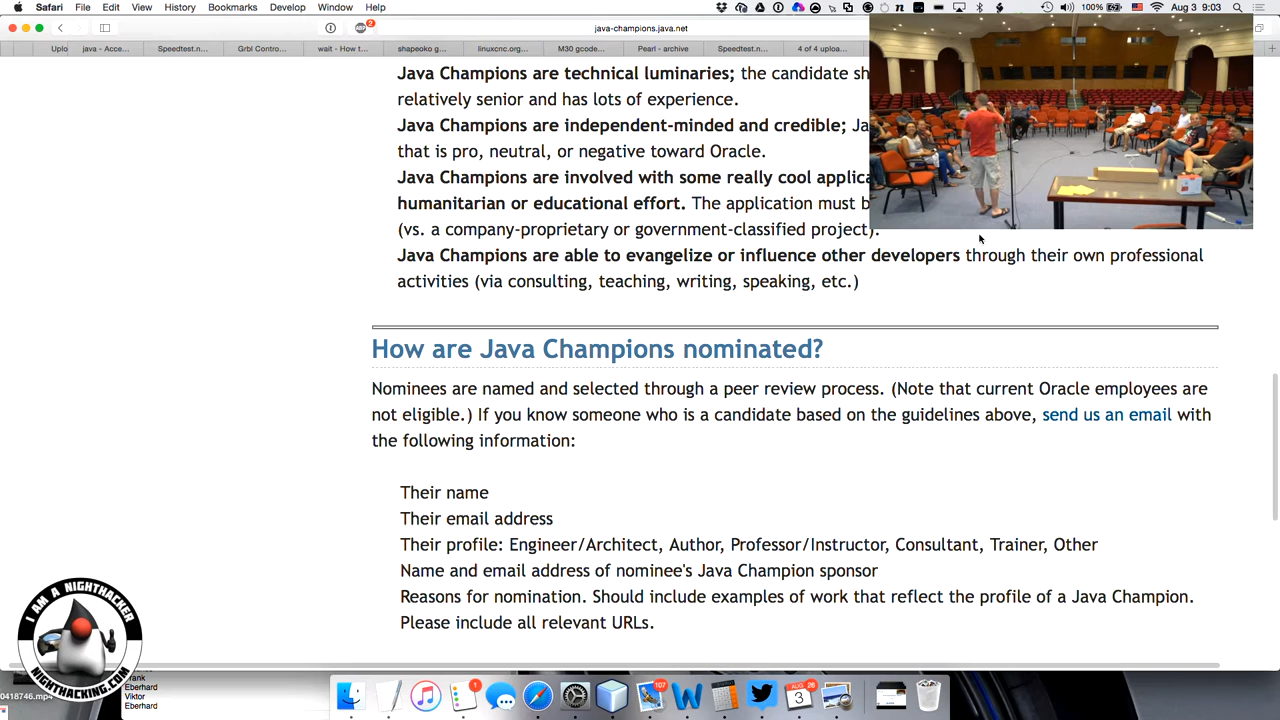 Safari File Edit View History Bookmarks Develop Window Help
100% Aug 3 9:03
2
java-champions.java.net
Uplo java - Acce... Speedtest.n... Grbl Contro... wait - How t... shapeoko g... linuxcnc.org... M30 gcode... Pearl - archive Speedtest.n... 4 of 4 uploa...
Java Champions are technical luminaries; the candidate sh
relatively senior and has lots of experience.
Java Champions are independent-minded and credible; Ja
that is pro, neutral, or negative toward Oracle.
Java Champions are involved with some really cool applica
humanitarian or educational effort. The application must b
(vs. a company-proprietary or government-classified project).
Java Champions are able to evangelize or influence other developers through their own professional
activities (via consulting, teaching, writing, speaking, etc.)
How are Java Champions nominated?
Nominees are named and selected through a peer review process. (Note that current Oracle employees are
not eligible.) If you know someone who is a candidate based on the guidelines above, send us an email with
the following information:
Their name
Their email address
Their profile: Engineer/Architect, Author, Professor/Instructor, Consultant, Trainer, Other
Name and email address of nominee's Java Champion sponsor
Reasons for nomination. Should include examples of work that reflect the profile of a Java Champion.
Please include all relevant URLs.
I AM A NIGHTHACKER
NIGHTHACKING.COM
0418746.mp4
Eberhard
Viktor
Eberhard
1
107
AUG 26
3